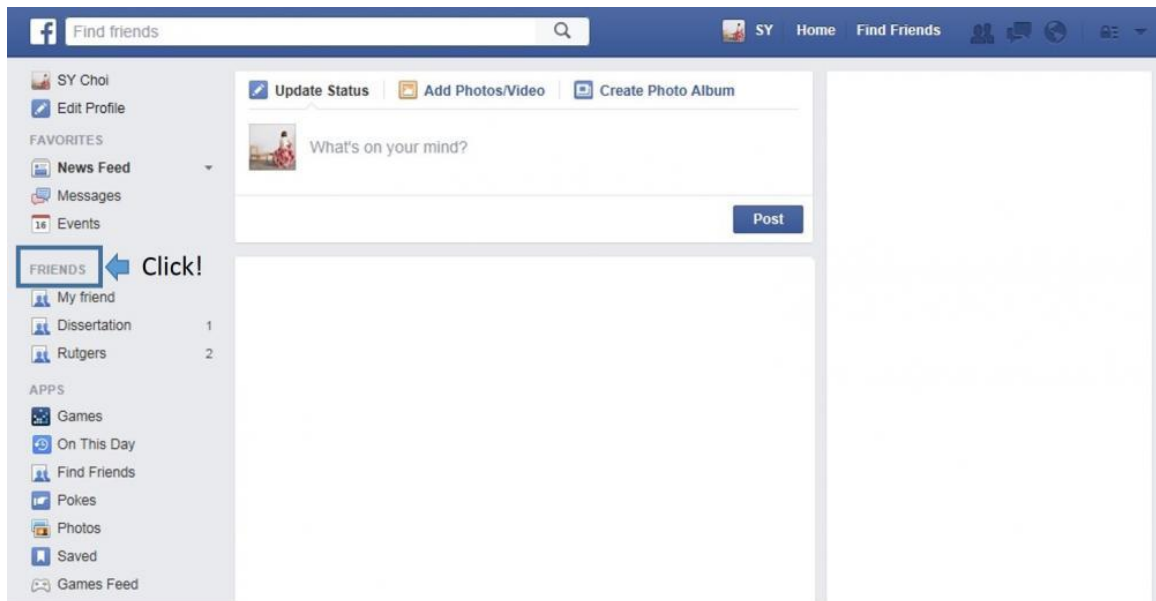 f Find friends SY Home Find Friends
SY Choi
Edit Profile
FAVORITES
News Feed
Messages
16 Events
FRIENDS Click!
My friend
Dissertation 1
Rutgers 2
APPS
Games
On This Day
Find Friends
Pokes
Photos
Saved
Games Feed
Update Status Add Photos/Video Create Photo Album
What's on your mind?
Post